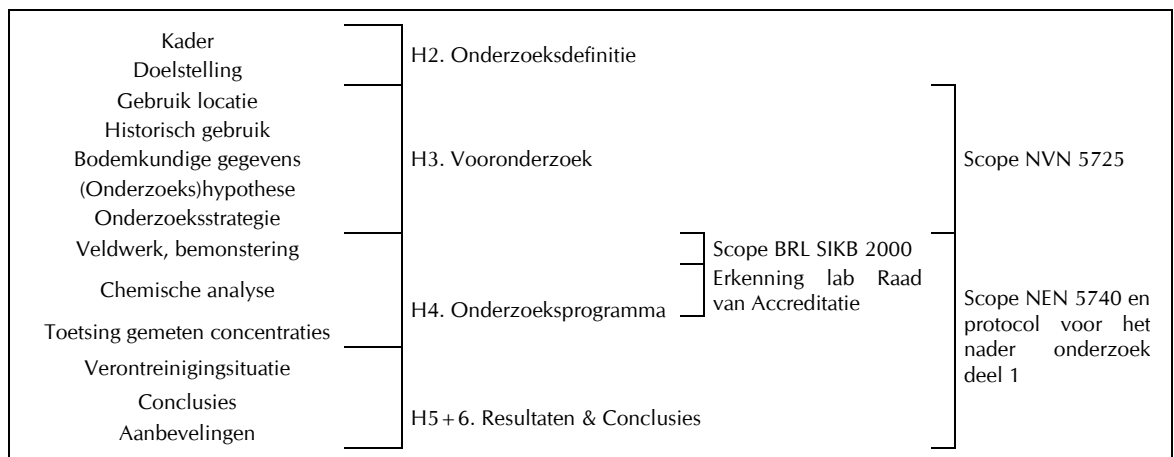 Kader
Doelstelling
H2. Onderzoeksdefinitie
Gebruik locatie
Historisch gebruik
Bodemkundige gegevens
(Onderzoeks)hypothese
Onderzoeksstrategie
H3. Vooronderzoek
Scope NVN 5725
Veldwerk, bemonstering
Chemische analyse
Toetsing gemeten concentraties
H4. Onderzoeksprogramma
Scope BRL SIKB 2000
Erkenning lab Raad
van Accreditatie
Scope NEN 5740 en
protocol voor het
nader onderzoek
deel 1
Verontreinigingsituatie
Conclusies
Aanbevelingen
H5+6. Resultaten & Conclusies